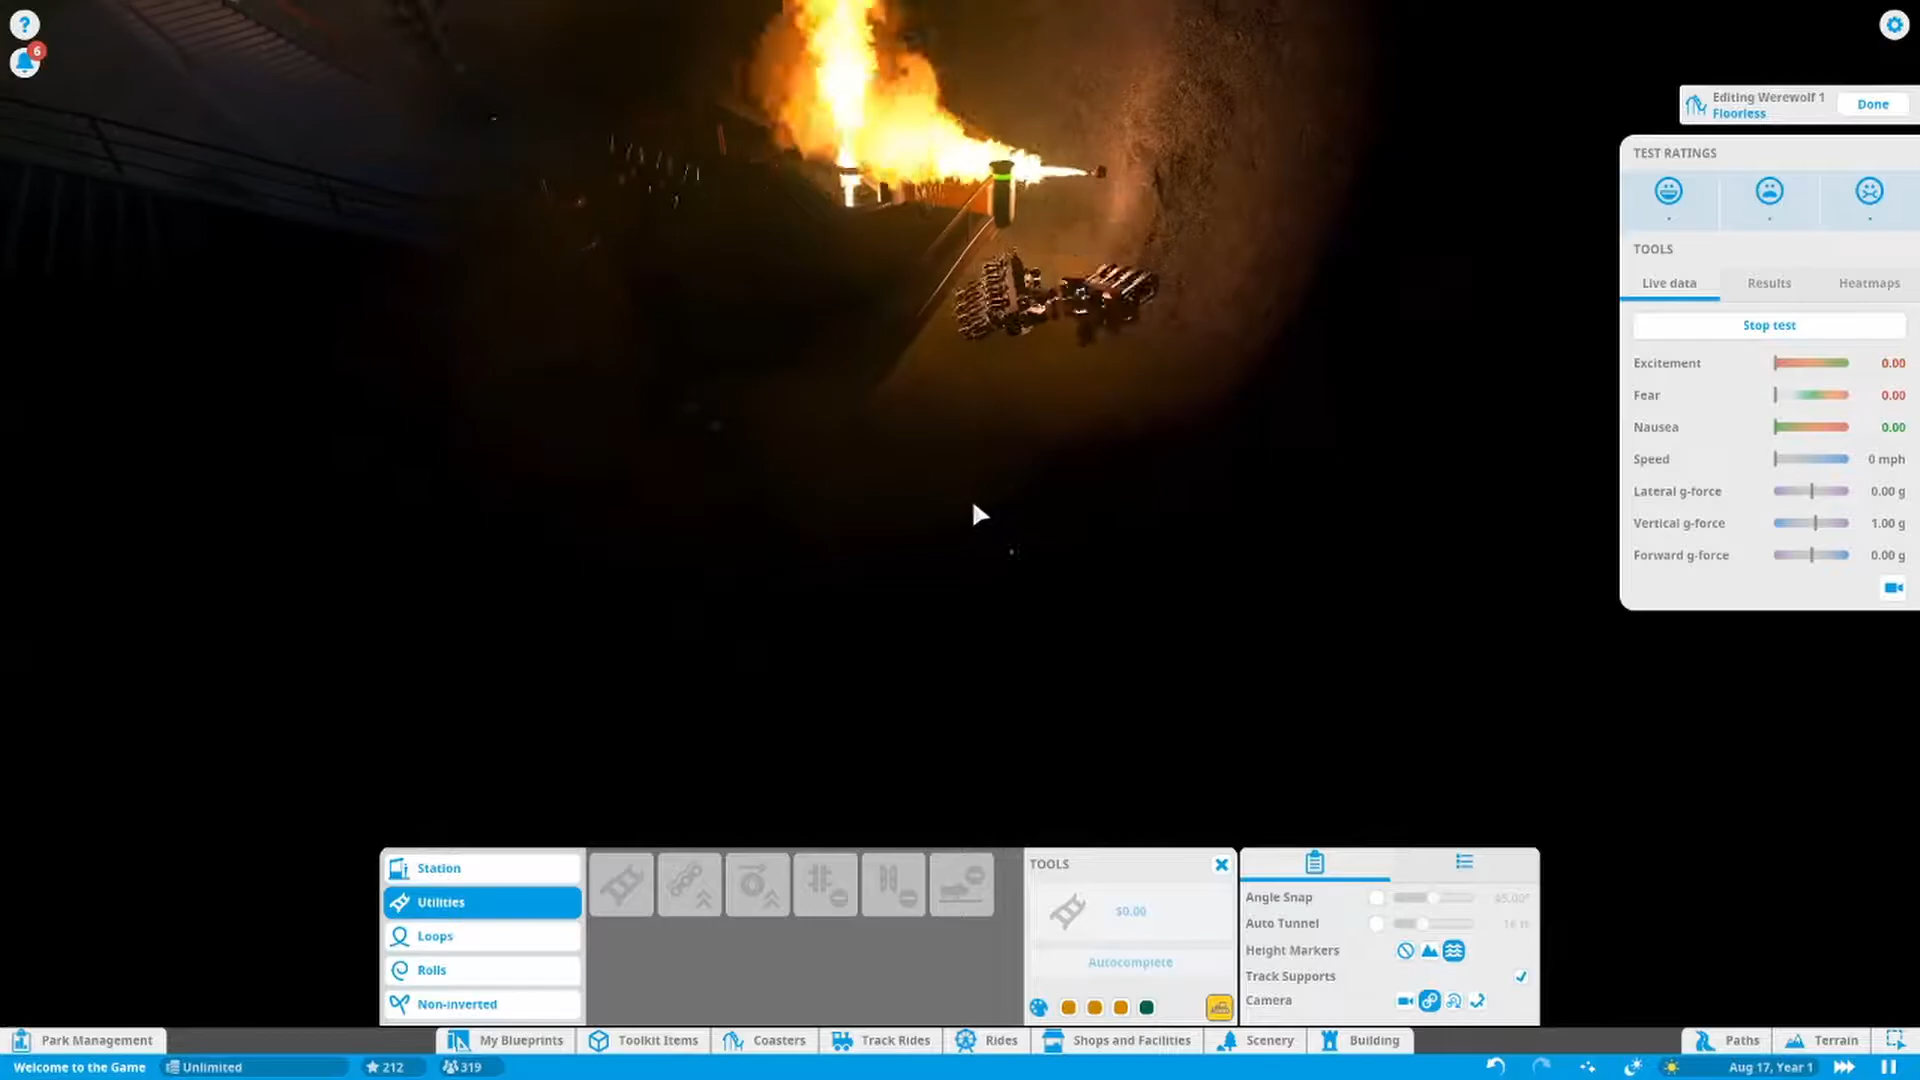 ?
6
Editing Werewolf 1
Floorless
Done
TEST RATINGS
-
-
-
TOOLS
Live data
Results
Heatmaps
Stop test
Excitement
0.00
Fear
0.00
Nausea
0.00
Speed
0 mph
Lateral g-force
0.00 g
Vertical g-force
1.00 g
Forward g-force
0.00 g
Station
Utilities
Loops
Rolls
Non-inverted
TOOLS
$0.00
Autocomplete
Angle Snap
45.00°
Auto Tunnel
16 ft
Height Markers
Track Supports
Camera
Park Management
My Blueprints
Toolkit Items
Coasters
Track Rides
Rides
Shops and Facilities
Scenery
Building
Paths
Terrain
Welcome to the Game
Unlimited
212
319
Aug 17, Year 1